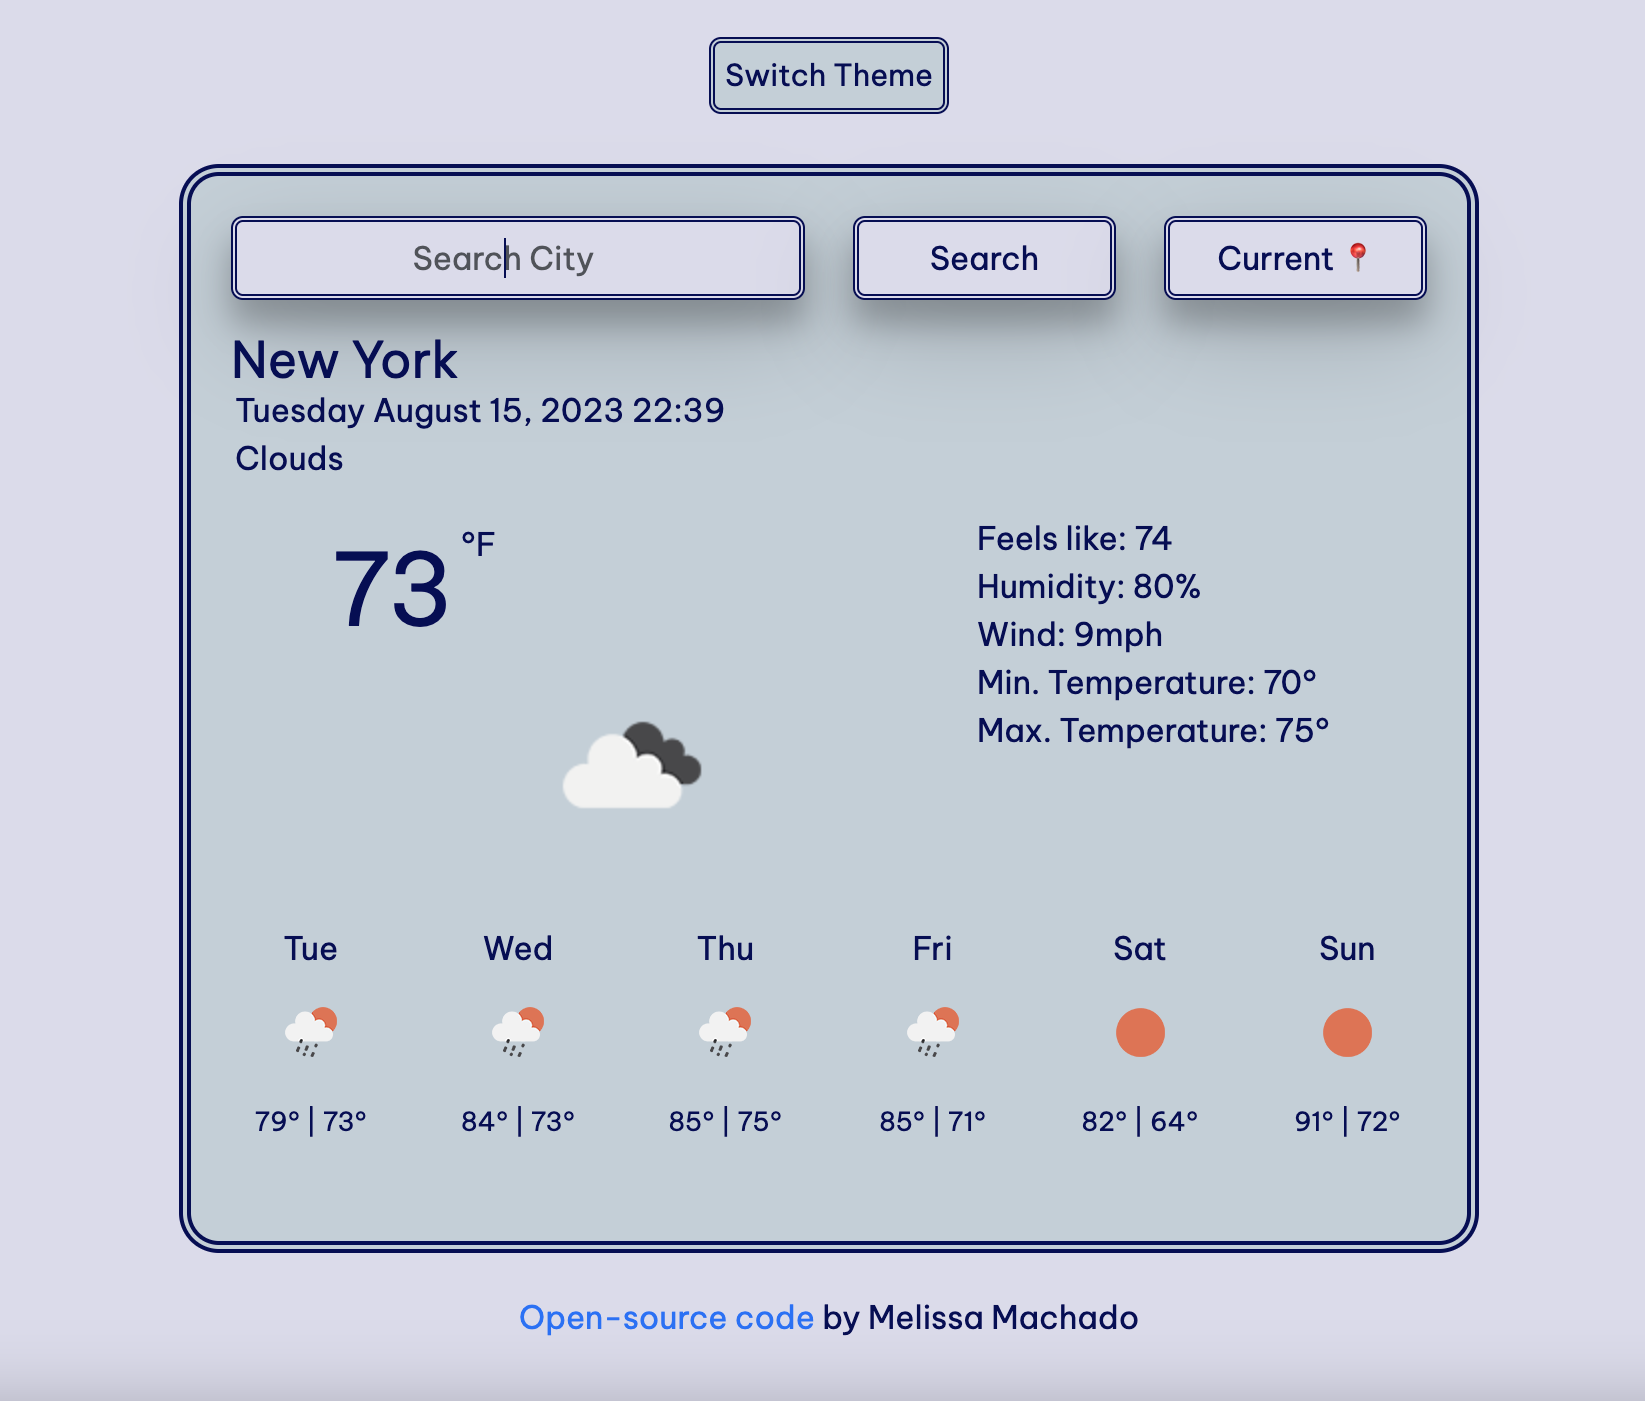 Switch Theme
Search City
Search
Current
New York
Tuesday August 15, 2023 22:39
Clouds
73 °F
Feels like: 74
Humidity: 80%
Wind: 9mph
Min. Temperature: 70°
Max. Temperature: 75°
Tue Wed Thu Fri Sat Sun
79° | 73° 84° | 73° 85° | 75° 85° | 71° 82° | 64° 91° | 72°
Open-source code by Melissa Machado